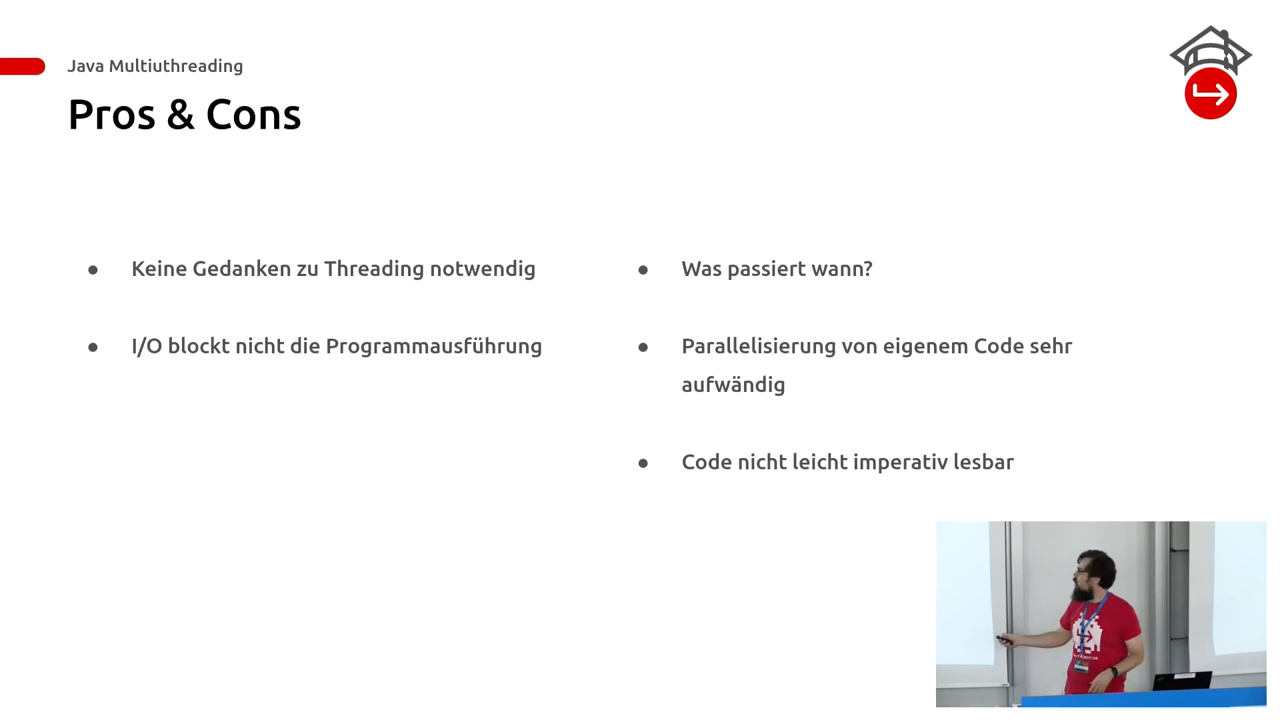 Java Multiuthreading
Pros & Cons
● Keine Gedanken zu Threading notwendig
● I/O blockt nicht die Programmausführung
● Was passiert wann?
● Parallelisierung von eigenem Code sehr
aufwändig
● Code nicht leicht imperativ lesbar